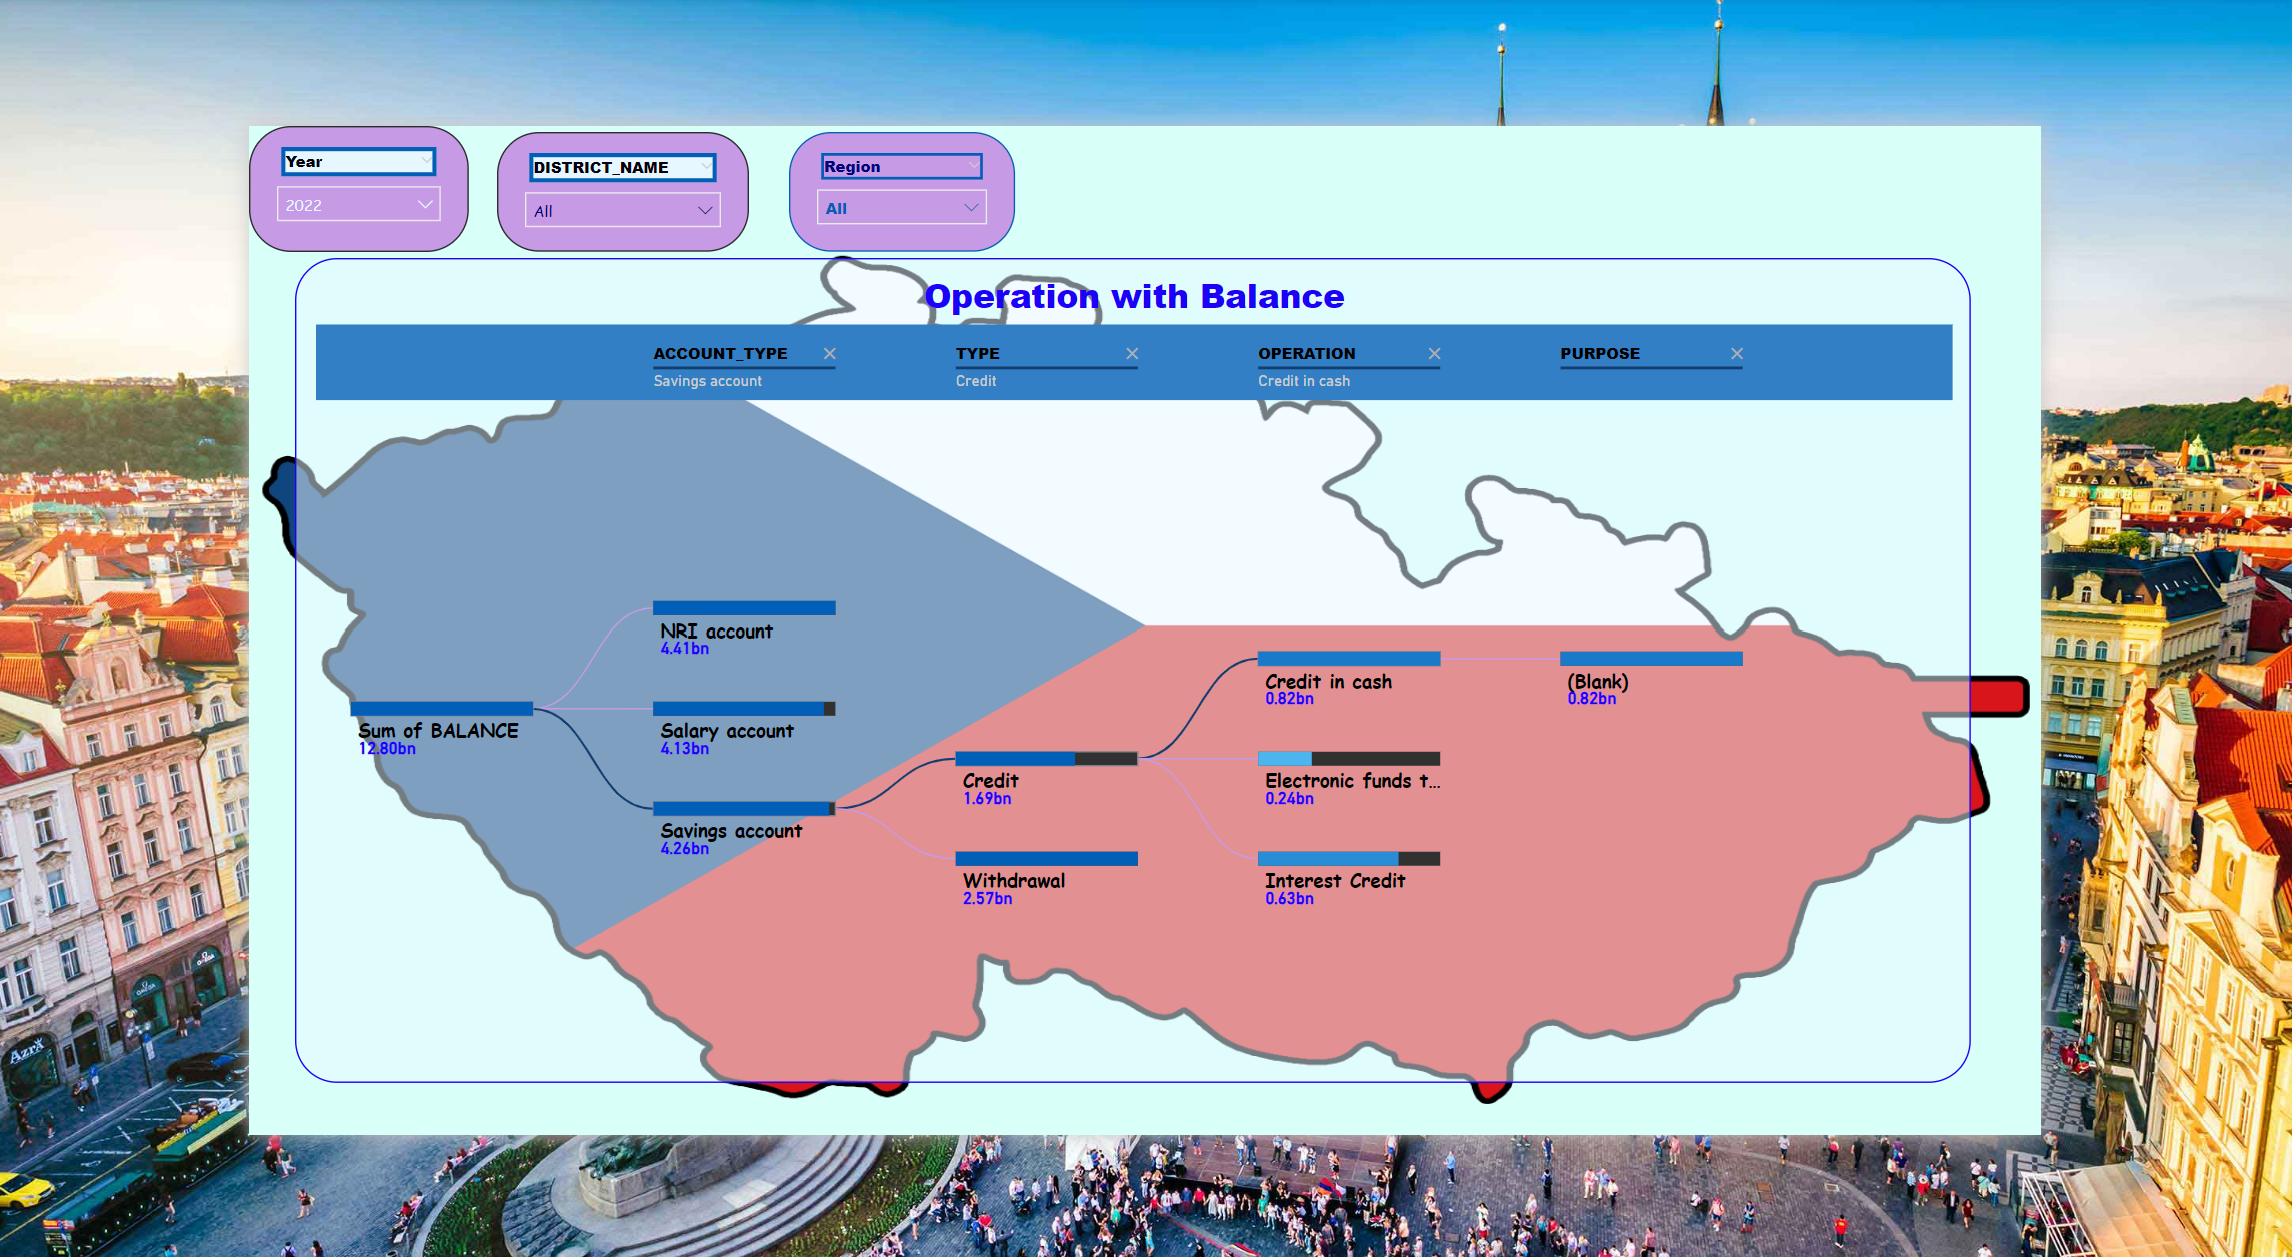 Year
2022
DISTRICT_NAME
All
Region
All
Operation with Balance
ACCOUNT_TYPE
Savings account
TYPE
Credit
OPERATION
Credit in cash
PURPOSE
Sum of BALANCE
12.80bn
NRI account
4.41bn
Salary account
4.13bn
Savings account
4.26bn
Credit
1.69bn
Withdrawal
2.57bn
Credit in cash
0.82bn
Electronic funds t...
0.24bn
Interest Credit
0.63bn
(Blank)
0.82bn
AZRA
OMEGA
OMEGA